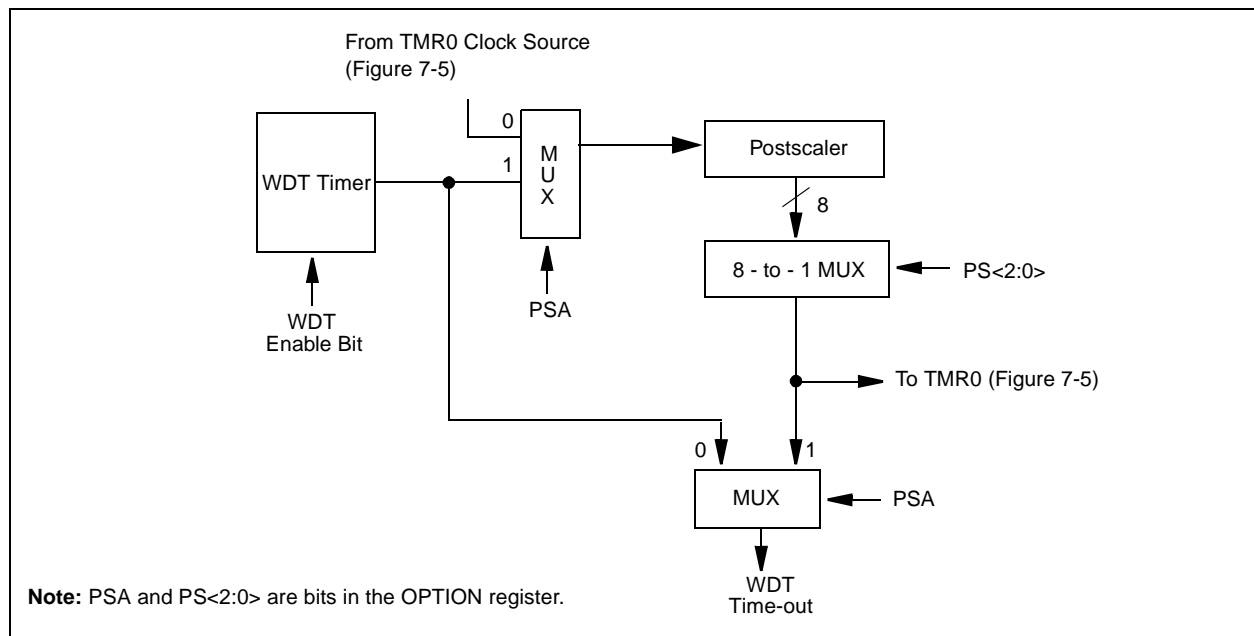 From TMR0 Clock Source
(Figure 7-5)
0
1
M
U
X
WDT Timer
Postscaler
8
8 - to - 1 MUX
PS<2:0>
PSA
WDT
Enable Bit
To TMR0 (Figure 7-5)
0
1
MUX
PSA
WDT
Time-out
Note: PSA and PS<2:0> are bits in the OPTION register.